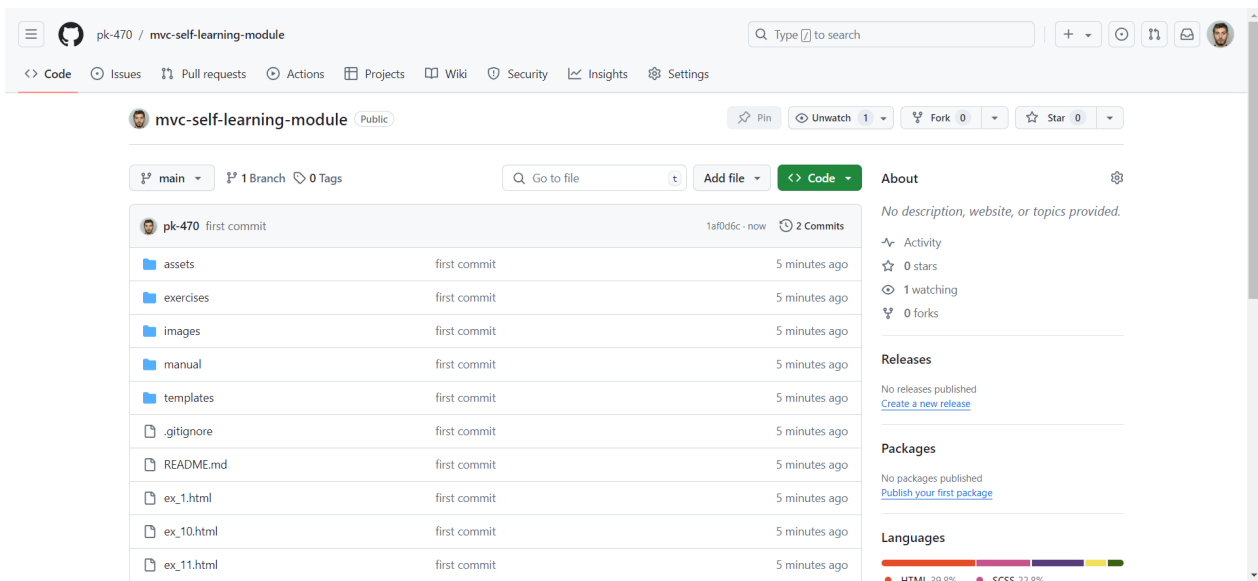 pk-470 / mvc-self-learning-module
Type / to search
Code Issues Pull requests Actions Projects Wiki Security Insights Settings
mvc-self-learning-module Public
Pin Unwatch 1 Fork 0 Star 0
main 1 Branch 0 Tags
Go to file t
Add file Code
pk-470 first commit 1af0d6c · now 2 Commits
assets first commit 5 minutes ago
exercises first commit 5 minutes ago
images first commit 5 minutes ago
manual first commit 5 minutes ago
templates first commit 5 minutes ago
.gitignore first commit 5 minutes ago
README.md first commit 5 minutes ago
ex_1.html first commit 5 minutes ago
ex_10.html first commit 5 minutes ago
ex_11.html first commit 5 minutes ago
About
No description, website, or topics provided.
Activity
0 stars
1 watching
0 forks
Releases
No releases published
Create a new release
Packages
No packages published
Publish your first package
Languages
HTML 39.8% SCSS 22.8%